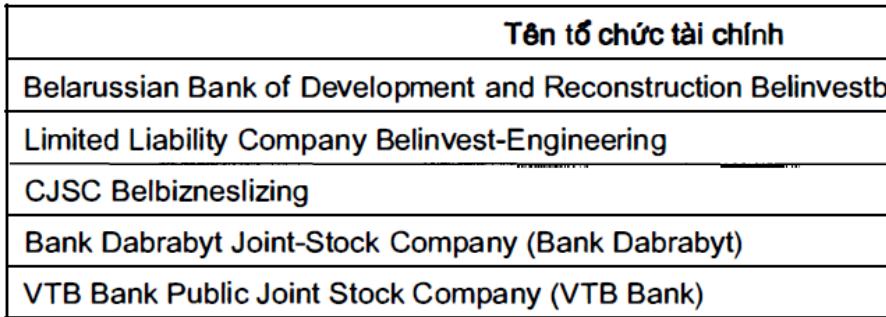 Tên tổ chức tài chính
Belarussian Bank of Development and Reconstruction Belinvestb
Limited Liability Company Belinvest-Engineering
CJSC Belbizneslizing
Bank Dabrabyt Joint-Stock Company (Bank Dabrabyt)
VTB Bank Public Joint Stock Company (VTB Bank)